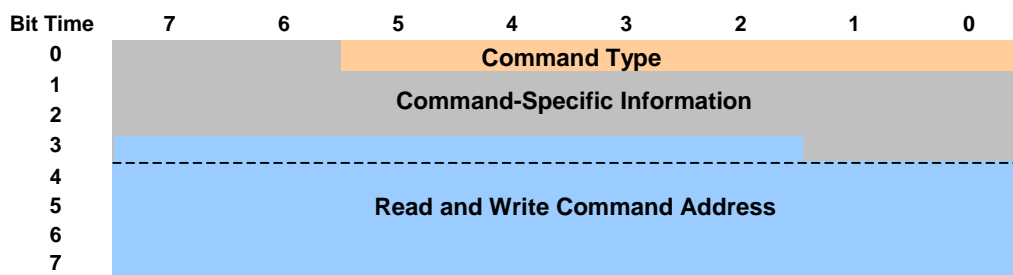 Bit Time 7 6 5 4 3 2 1 0
0 Command Type
1
Command-Specific Information
2
3
4
5 Read and Write Command Address
6
7